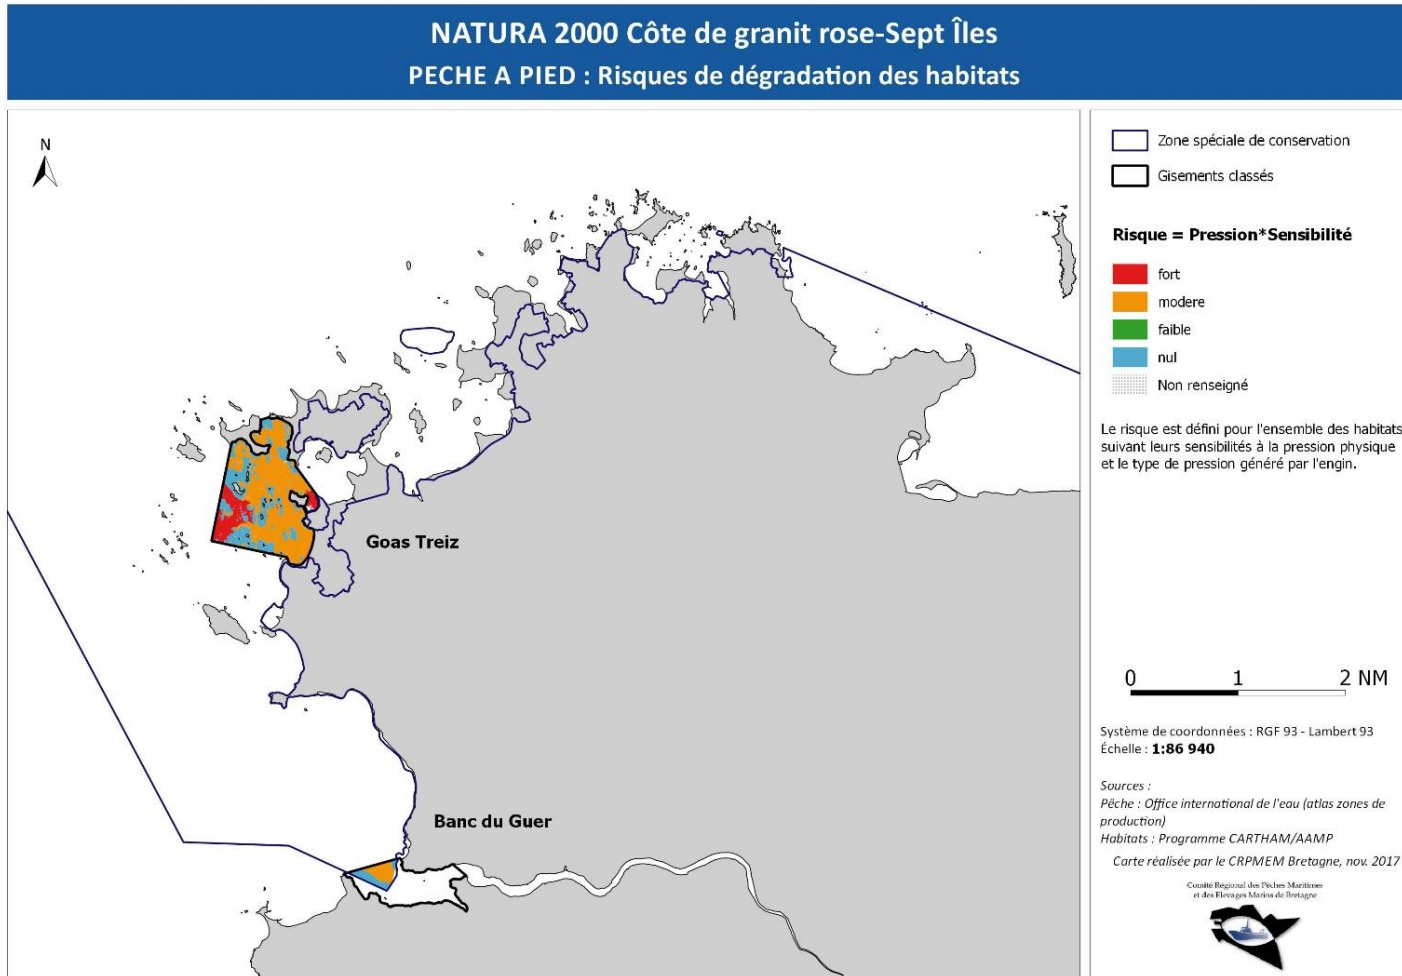 NATURA 2000 Côte de granit rose-Sept Îles
PECHE A PIED : Risques de dégradation des habitats
N
Zone spéciale de conservation
Gisements classés
Risque = Pression*Sensibilité
fort
modere
faible
nul
Non renseigné
Le risque est défini pour l'ensemble des habitats
suivant leurs sensibilités à la pression physique
et le type de pression généré par l'engin.
Goas Treiz
Banc du Guer
0 1 2 NM
Système de coordonnées : RGF 93 - Lambert 93
Échelle : 1:86 940
Sources :
Pêche : Office international de l'eau (atlas zones de
production)
Habitats : Programme CARTHAM/AAMP
Carte réalisée par le CRPMEM Bretagne, nov. 2017
Comité Régional des Pêches Maritimes
et des Elevages Marins de Bretagne